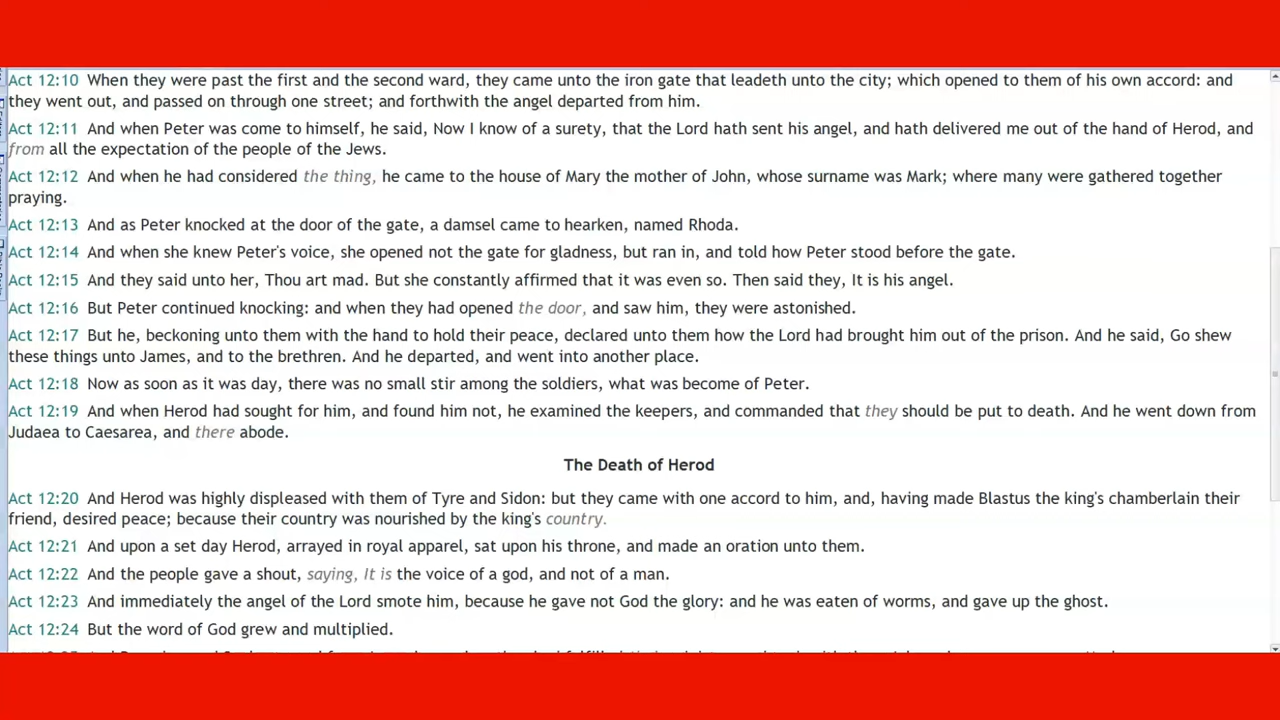 Act 12:10 When they were past the first and the second ward, they came unto the iron gate that leadeth unto the city; which opened to them of his own accord: and
they went out, and passed on through one street; and forthwith the angel departed from him.
Act 12:11 And when Peter was come to himself, he said, Now I know of a surety, that the Lord hath sent his angel, and hath delivered me out of the hand of Herod, and
from all the expectation of the people of the Jews.
Act 12:12 And when he had considered the thing, he came to the house of Mary the mother of John, whose surname was Mark; where many were gathered together
praying.
Act 12:13 And as Peter knocked at the door of the gate, a damsel came to hearken, named Rhoda.
Act 12:14 And when she knew Peter's voice, she opened not the gate for gladness, but ran in, and told how Peter stood before the gate.
Act 12:15 And they said unto her, Thou art mad. But she constantly affirmed that it was even so. Then said they, It is his angel.
Act 12:16 But Peter continued knocking: and when they had opened the door, and saw him, they were astonished.
Act 12:17 But he, beckoning unto them with the hand to hold their peace, declared unto them how the Lord had brought him out of the prison. And he said, Go shew
these things unto James, and to the brethren. And he departed, and went into another place.
Act 12:18 Now as soon as it was day, there was no small stir among the soldiers, what was become of Peter.
Act 12:19 And when Herod had sought for him, and found him not, he examined the keepers, and commanded that they should be put to death. And he went down from
Judaea to Caesarea, and there abode.
The Death of Herod
Act 12:20 And Herod was highly displeased with them of Tyre and Sidon: but they came with one accord to him, and, having made Blastus the king's chamberlain their
friend, desired peace; because their country was nourished by the king's country.
Act 12:21 And upon a set day Herod, arrayed in royal apparel, sat upon his throne, and made an oration unto them.
Act 12:22 And the people gave a shout, saying, It is the voice of a god, and not of a man.
Act 12:23 And immediately the angel of the Lord smote him, because he gave not God the glory: and he was eaten of worms, and gave up the ghost.
Act 12:24 But the word of God grew and multiplied.